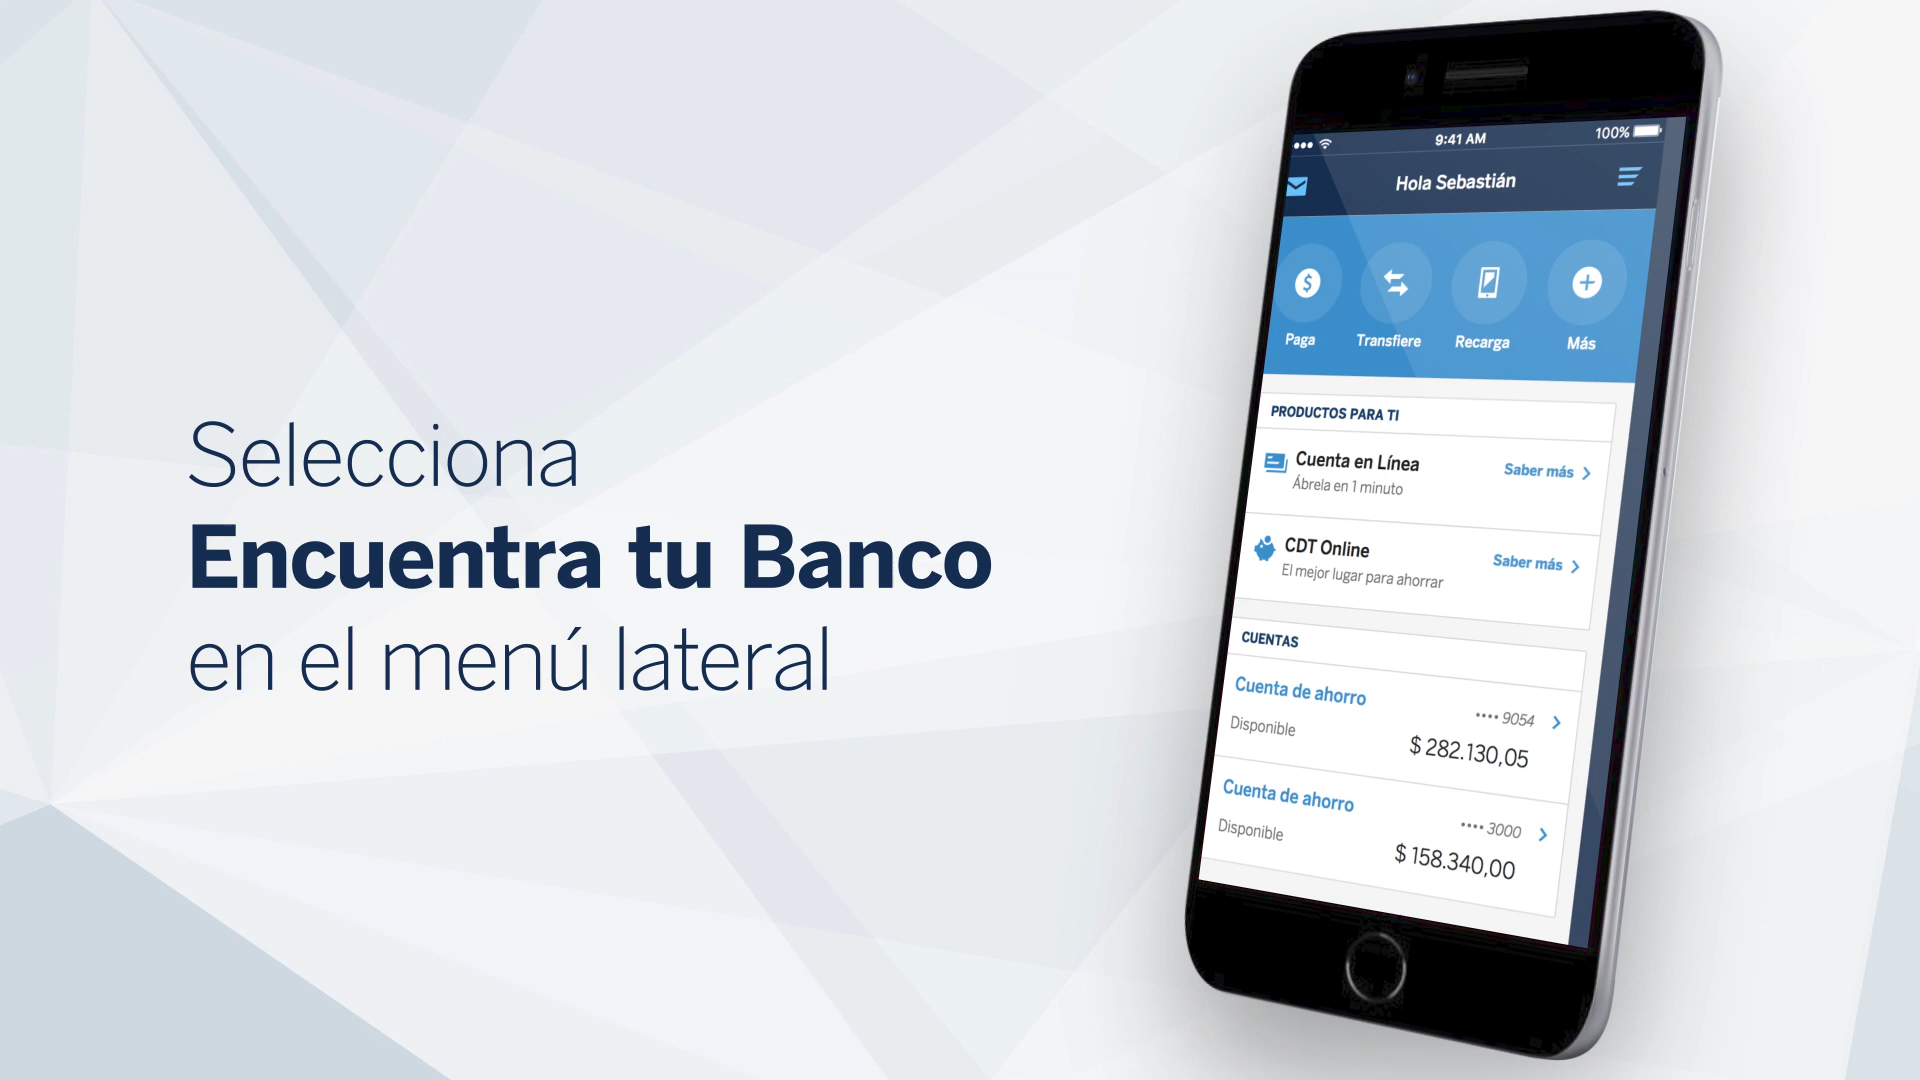 Selecciona
Encuentra tu Banco
en el menú lateral
9:41 AM
100%
Hola Sebastián
Paga
Transfiere
Recarga
Más
PRODUCTOS PARA TI
Cuenta en Línea
Saber más
Ábrela en 1 minuto
CDT Online
Saber más
El mejor lugar para ahorrar
CUENTAS
Cuenta de ahorro
•••• 9054
Disponible
$ 282.130,05
Cuenta de ahorro
•••• 3000
Disponible
$ 158.340,00